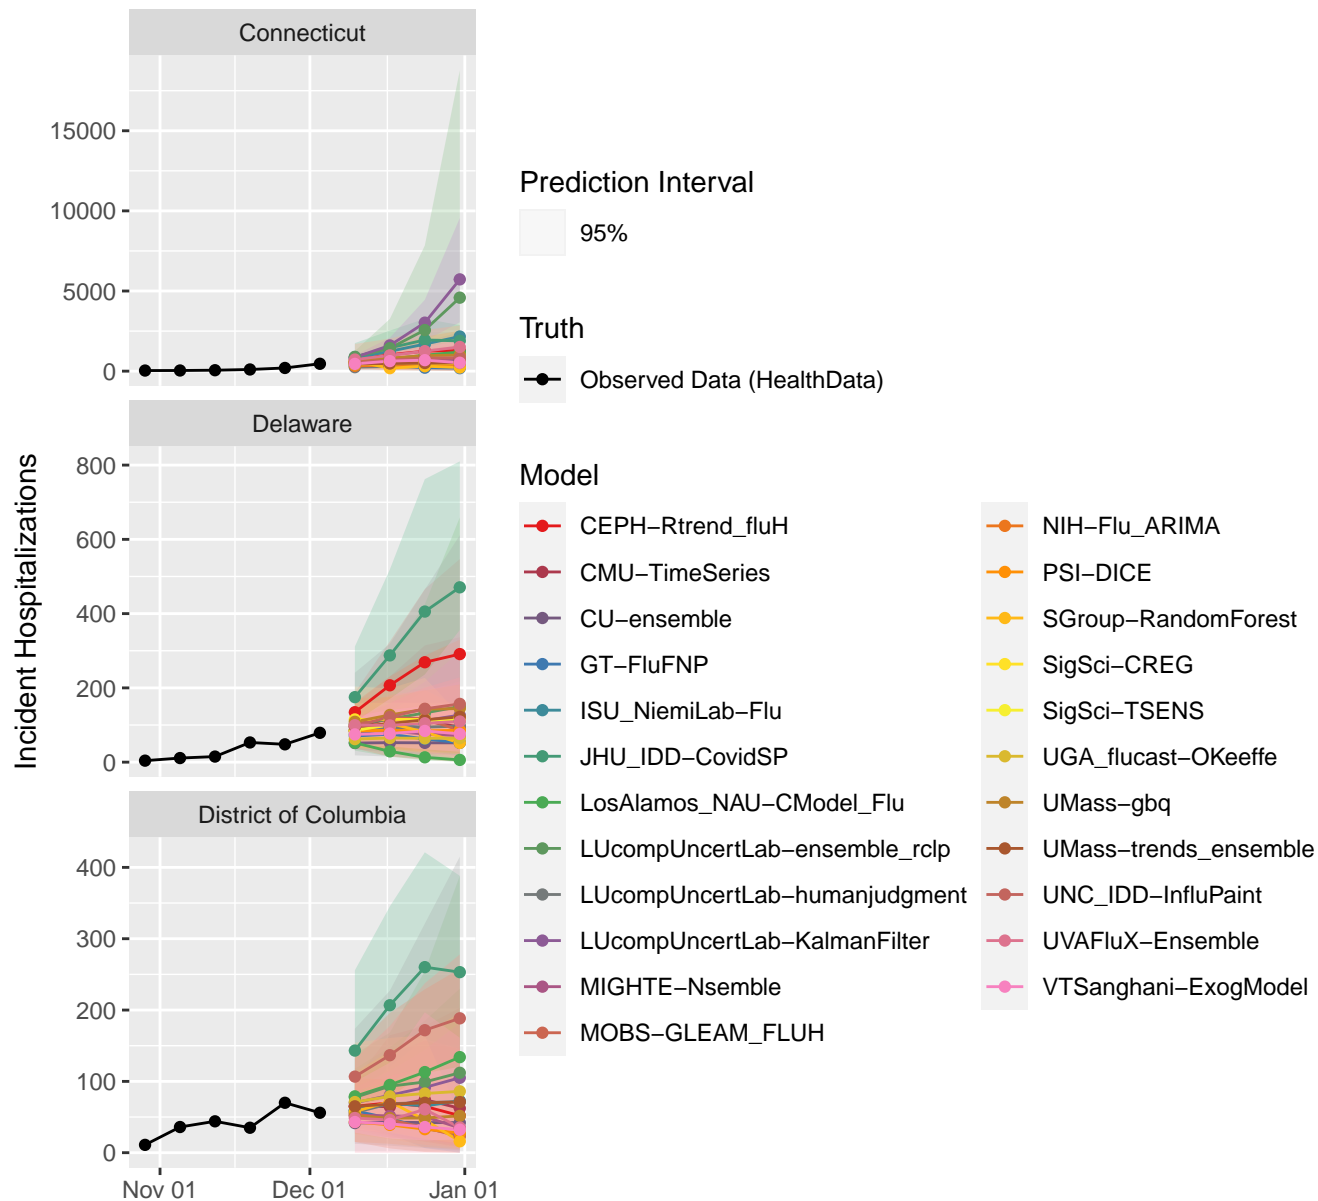 Connecticut
15000
10000
5000
0
Delaware
800
600
400
200
0
District of Columbia
400
300
200
100
0
Nov 01
Dec 01
Jan 01
Incident Hospitalizations
Prediction Interval
95%
Truth
Observed Data (HealthData)
Model
CEPH−Rtrend_fluH
CMU−TimeSeries
CU−ensemble
GT−FluFNP
ISU_NiemiLab−Flu
JHU_IDD−CovidSP
LosAlamos_NAU−CModel_Flu
LUcompUncertLab−ensemble_rclp
LUcompUncertLab−humanjudgment
LUcompUncertLab−KalmanFilter
MIGHTE−Nsemble
MOBS−GLEAM_FLUH
NIH−Flu_ARIMA
PSI−DICE
SGroup−RandomForest
SigSci−CREG
SigSci−TSENS
UGA_flucast−OKeeffe
UMass−gbq
UMass−trends_ensemble
UNC_IDD−InfluPaint
UVAFluX−Ensemble
VTSanghani−ExogModel